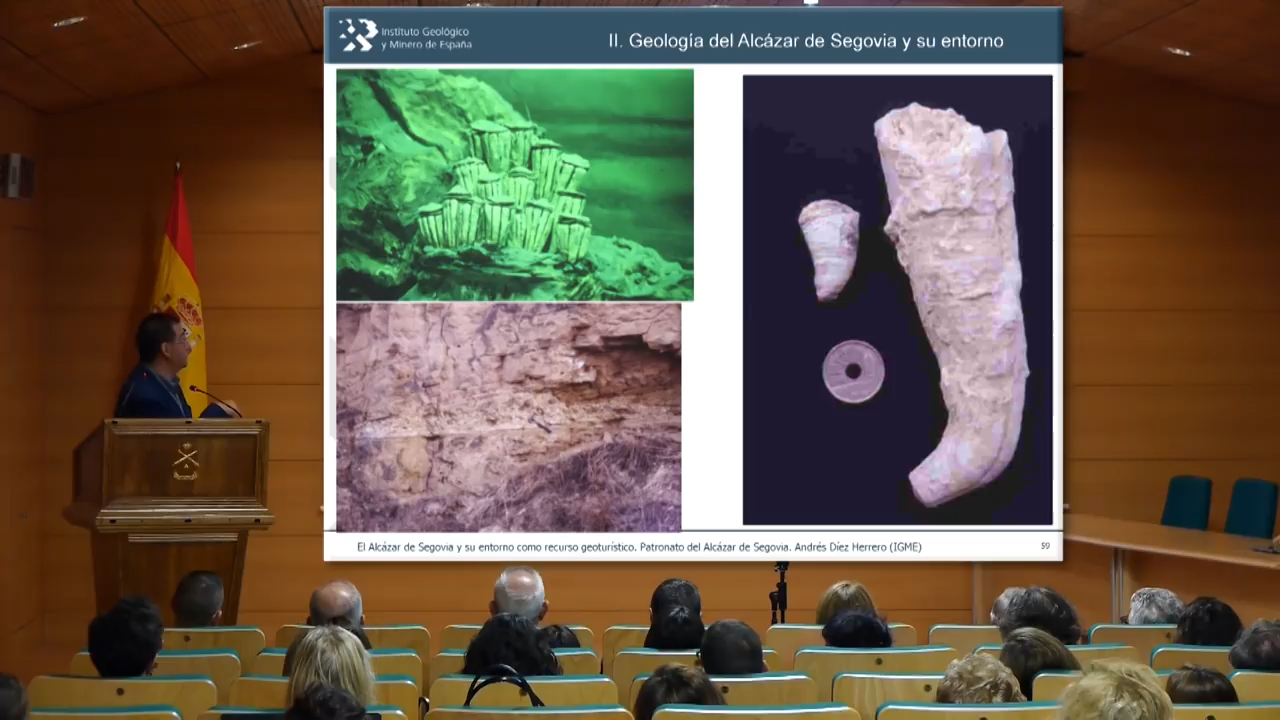 Instituto Geológico
y Minero de España
II. Geología del Alcázar de Segovia y su entorno
El Alcázar de Segovia y su entorno como recurso geoturístico. Patronato del Alcázar de Segovia. Andrés Díez Herrero (IGME)
59